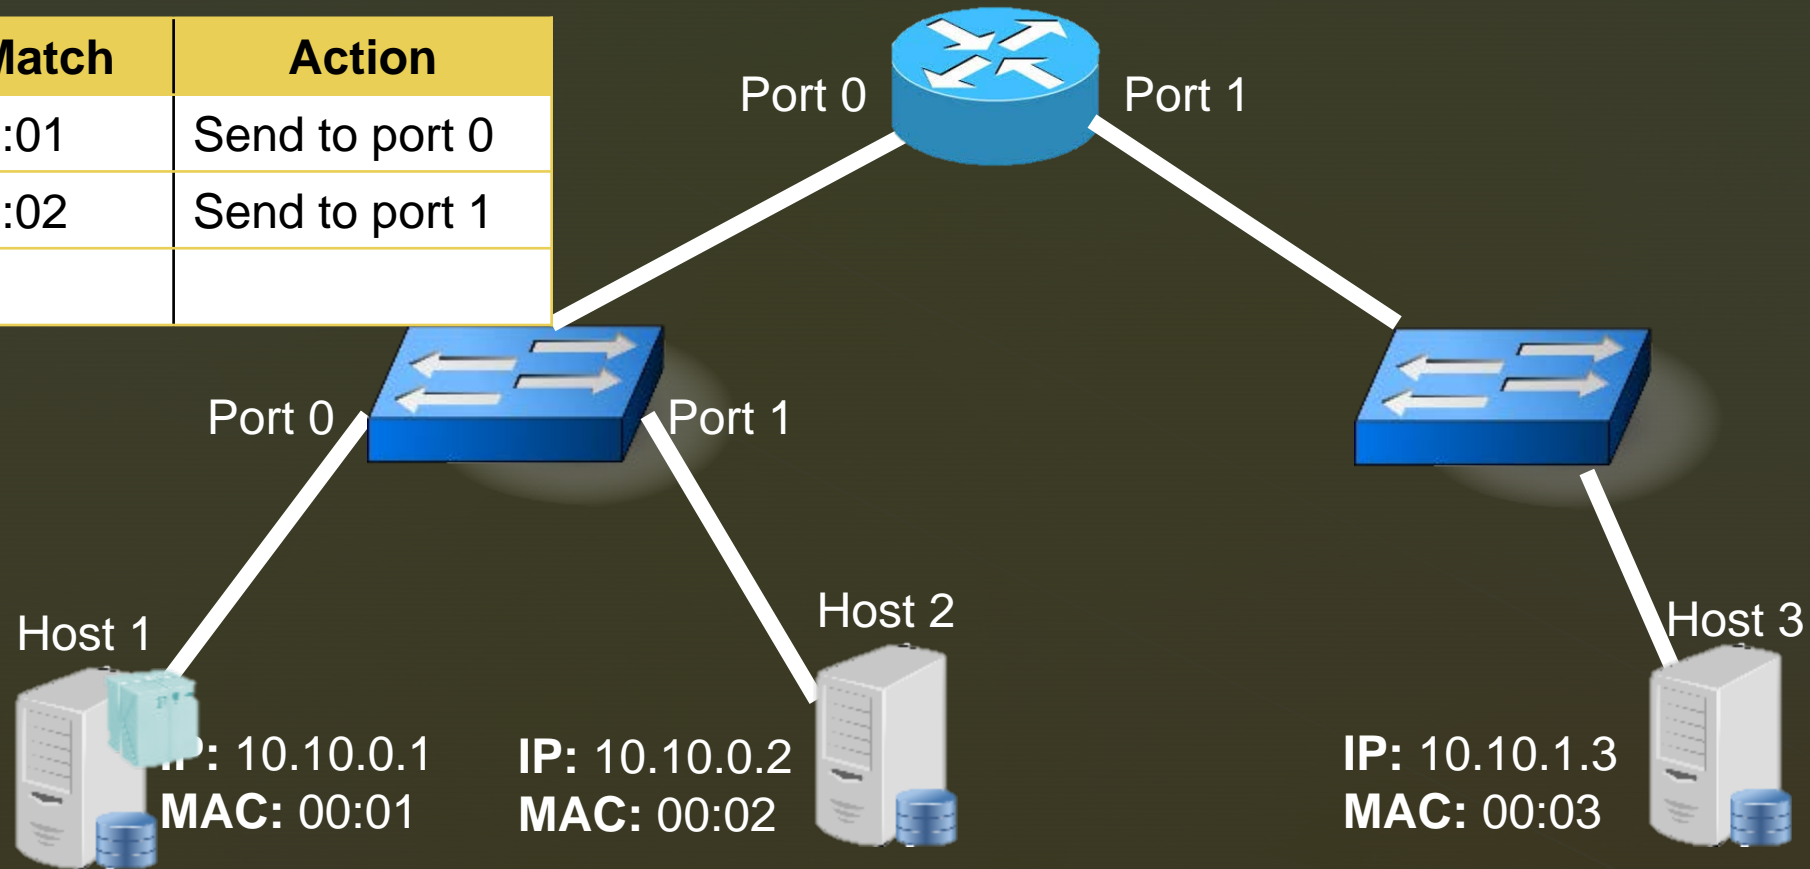 Match Action
:01 Send to port 0
:02 Send to port 1
Port 0 Port 1
Port 0 Port 1
Host 1
Host 2
Host 3
IP: 10.10.0.1
MAC: 00:01
IP: 10.10.0.2
MAC: 00:02
IP: 10.10.1.3
MAC: 00:03